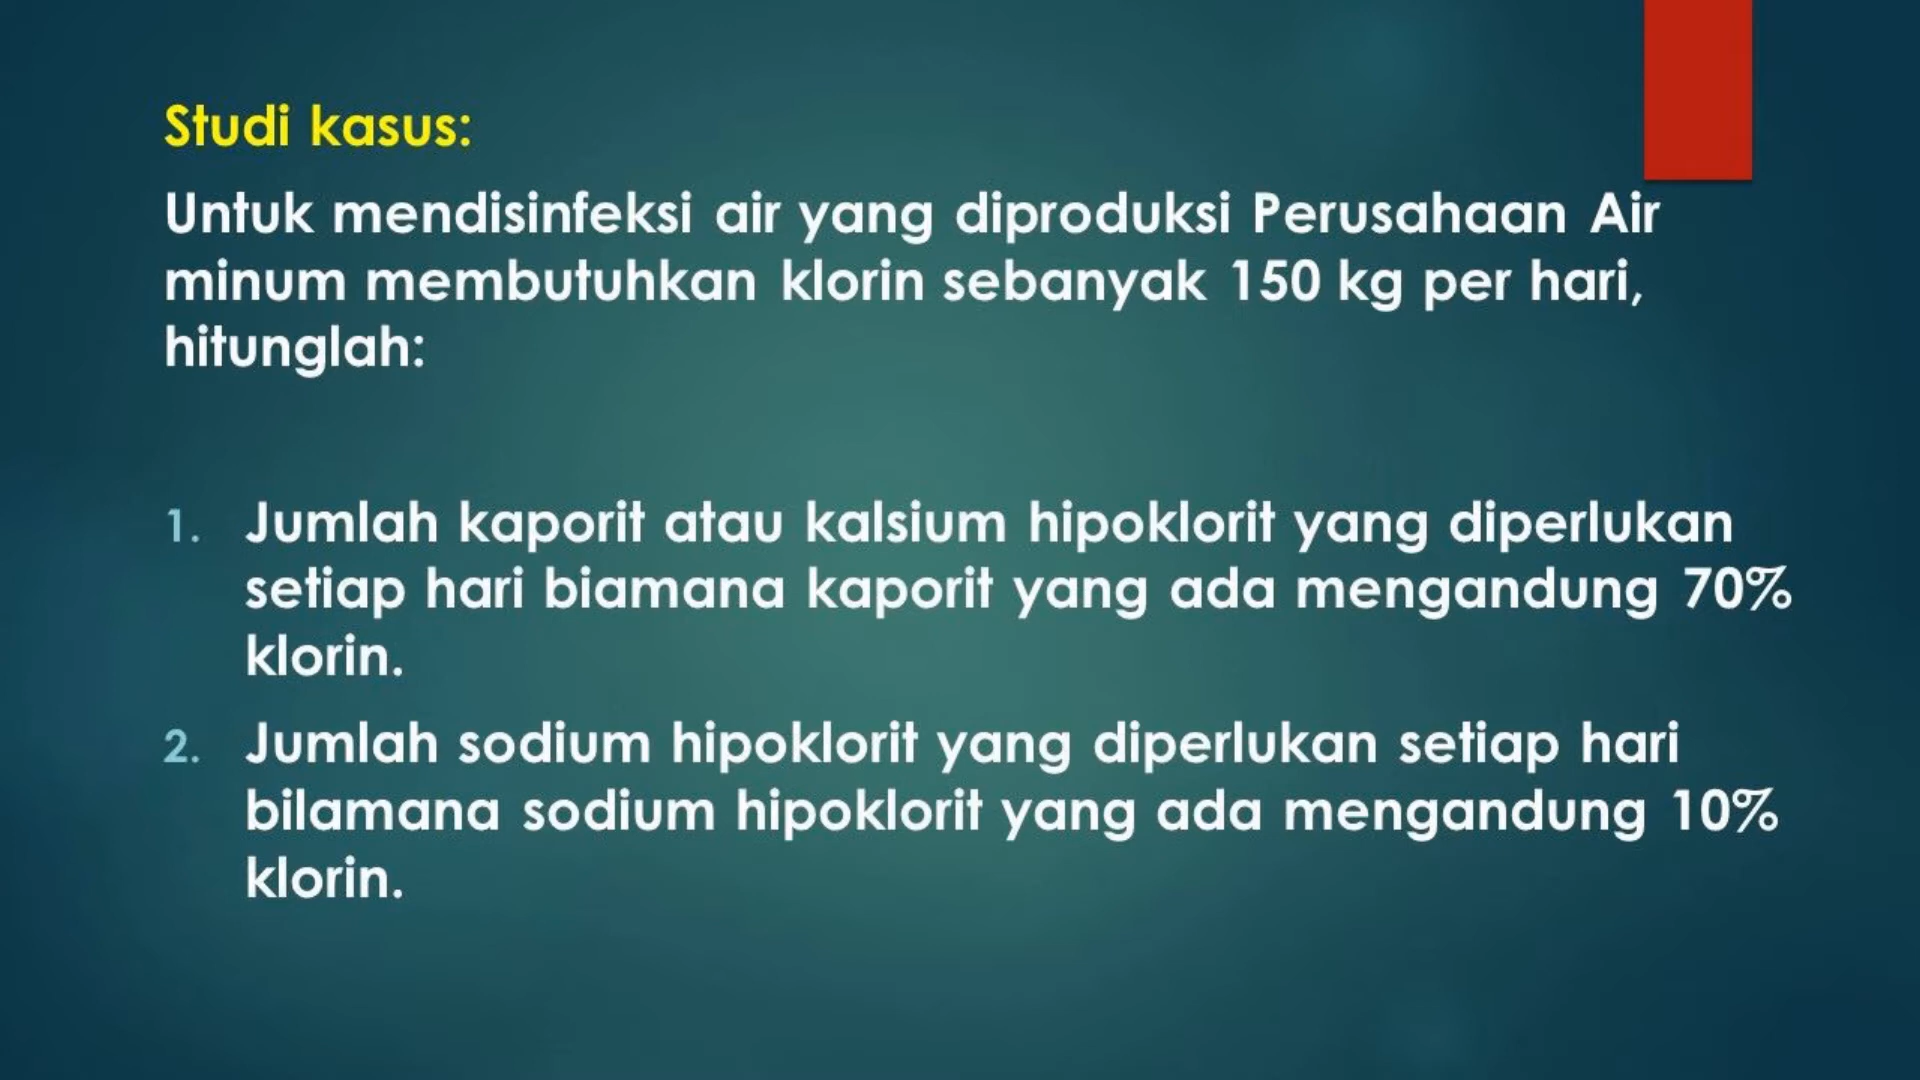 Studi kasus:
Untuk mendisinfeksi air yang diproduksi Perusahaan Air
minum membutuhkan klorin sebanyak 150 kg per hari,
hitunglah:
1. Jumlah kaporit atau kalsium hipoklorit yang diperlukan
setiap hari biamana kaporit yang ada mengandung 70%
klorin.
2. Jumlah sodium hipoklorit yang diperlukan setiap hari
bilamana sodium hipoklorit yang ada mengandung 10%
klorin.